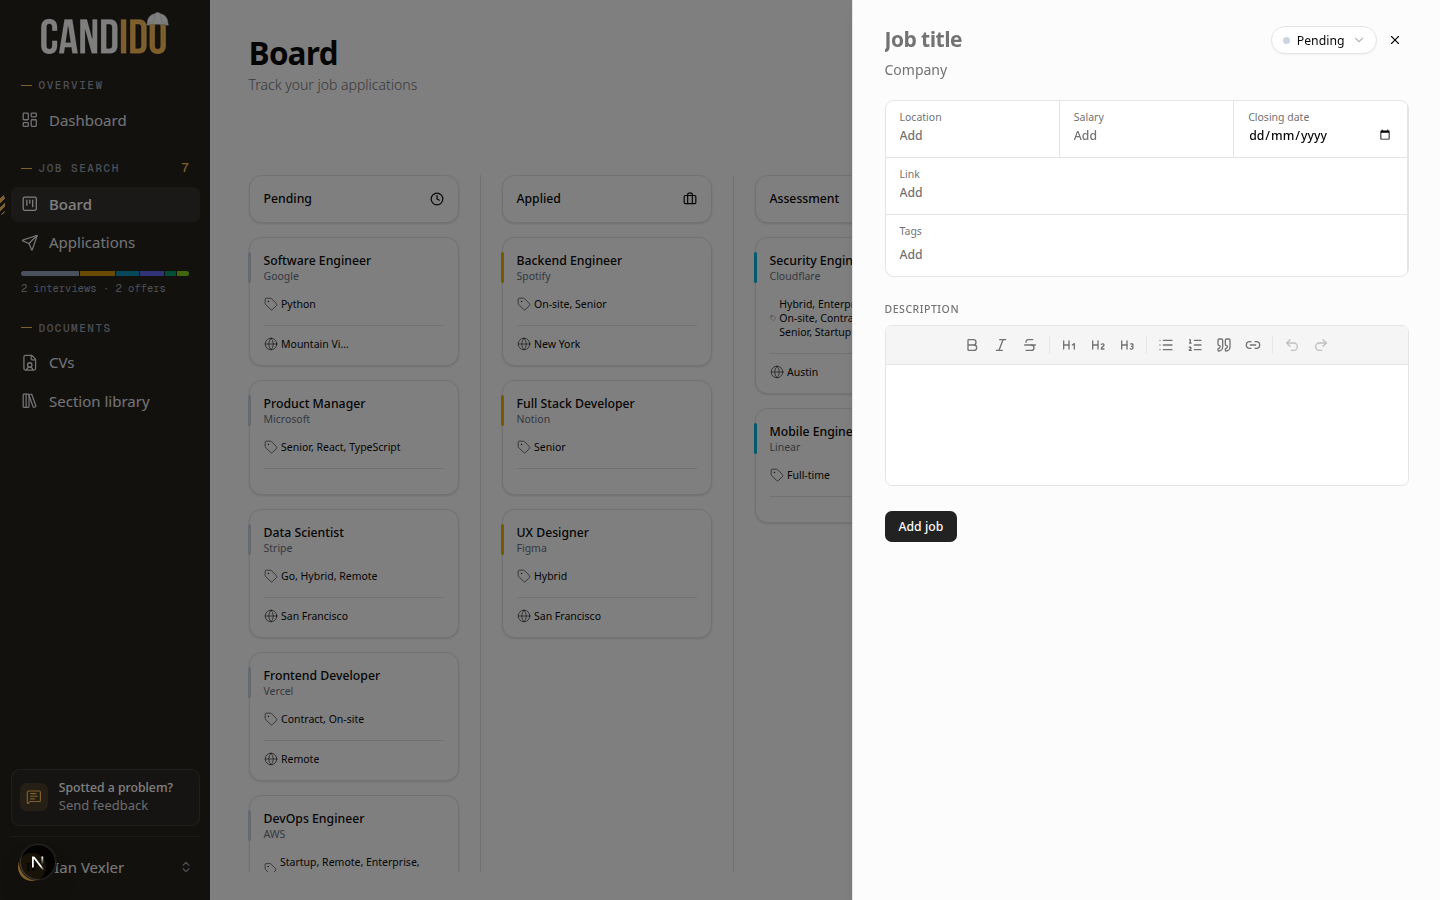 CANDIDO
OVERVIEW
Dashboard
JOB SEARCH 7
Board
Applications
2 interviews · 2 offers
DOCUMENTS
CVs
Section library
Spotted a problem?
Send feedback
N
Ian Vexler
Board
Track your job applications
Pending
Software Engineer
Google
Python
Mountain Vi...
Product Manager
Microsoft
Senior, React, TypeScript
Data Scientist
Stripe
Go, Hybrid, Remote
San Francisco
Frontend Developer
Vercel
Contract, On-site
Remote
DevOps Engineer
AWS
Startup, Remote, Enterprise,
Applied
Backend Engineer
Spotify
On-site, Senior
New York
Full Stack Developer
Notion
Senior
UX Designer
Figma
Hybrid
San Francisco
Assessment
Security Engin
Cloudflare
Hybrid, Enterp
On-site, Contra
Senior, Startup
Austin
Mobile Engine
Linear
Full-time
Job title
Pending
Company
Location
Add
Salary
Add
Closing date
dd/mm/yyyy
Link
Add
Tags
Add
DESCRIPTION
B I S H1 H2 H3
Add job